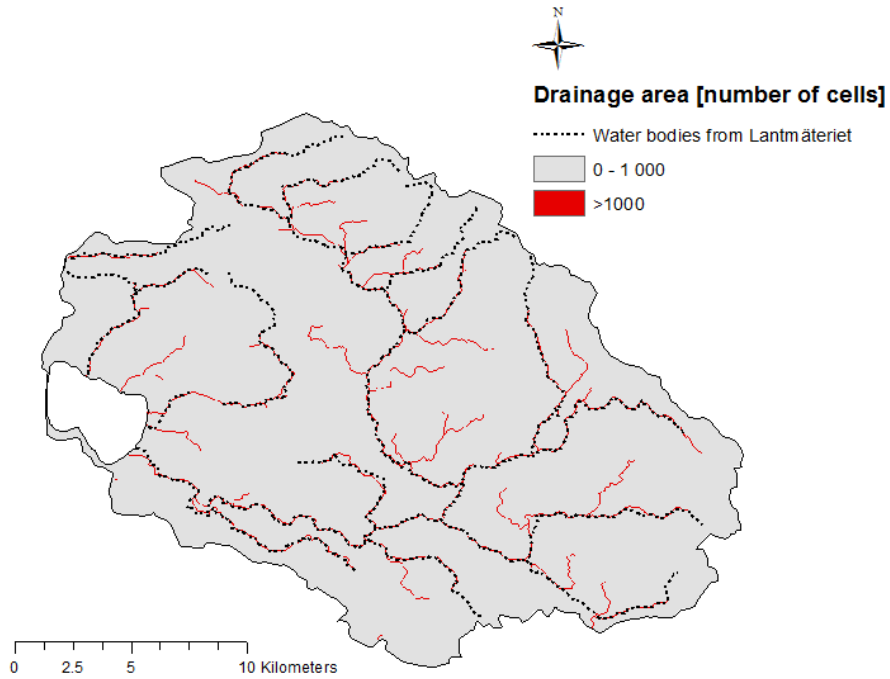 N
Drainage area [number of cells]
Water bodies from Lantmäteriet
0 - 1 000
>1000
0 2.5 5 10 Kilometers